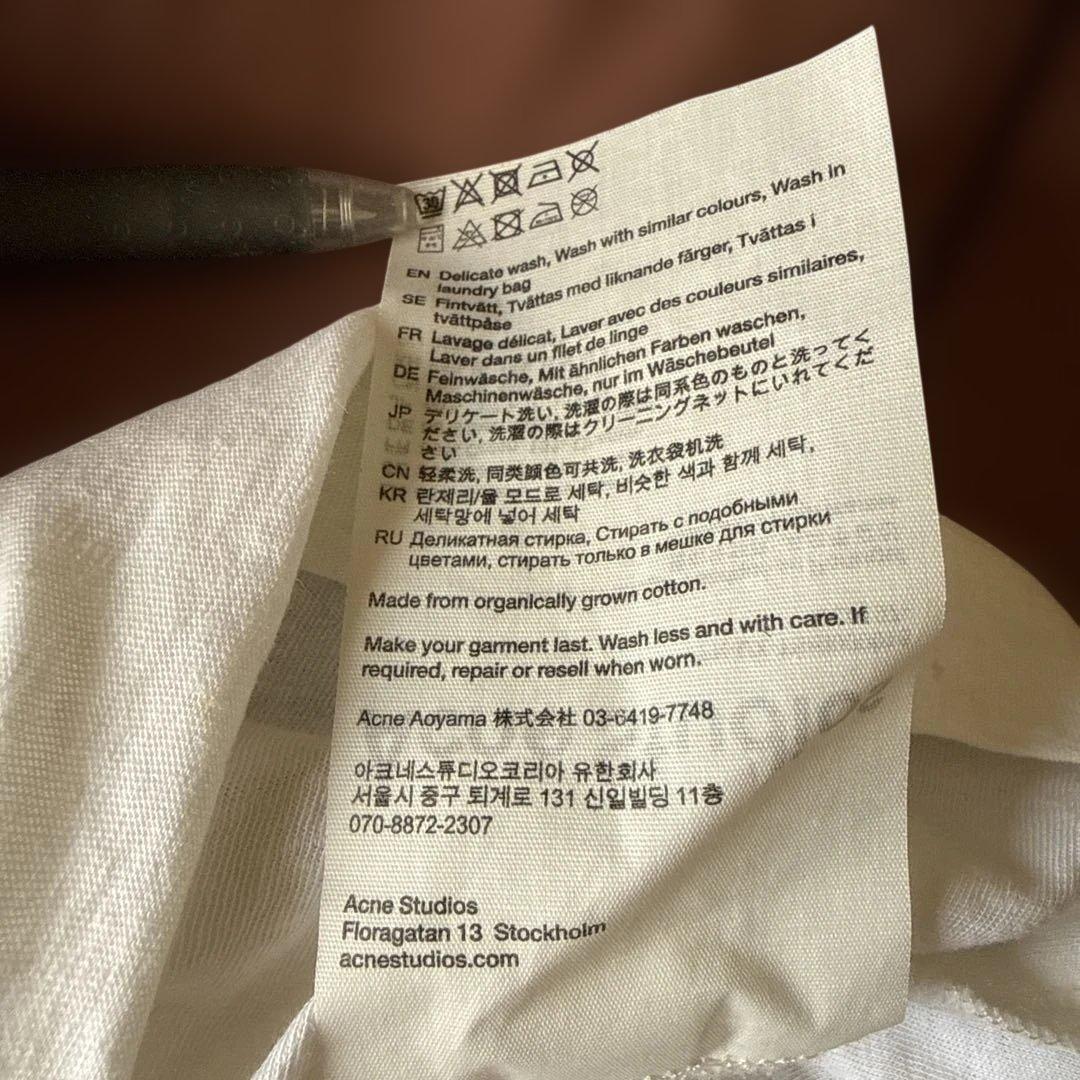 30
EN Delicate wash, Wash with similar colours, Wash in
laundry bag
SE Fintvätt, Tvättas med liknande färger, Tvättas i
tvättpåse
FR Lavage délicat, Laver avec des couleurs similaires,
Laver dans un filet de linge
DE Feinwäsche, Mit ähnlichen Farben waschen,
Maschinenwäsche, nur im Wäschebeutel
JP デリケート洗い, 洗濯の際は同系色のものと洗ってく
ださい, 洗濯の際はクリーニングネットにいれてくだ
さい
CN 轻柔洗, 同类颜色可共洗, 洗衣袋机洗
KR 란제리/울 모드로 세탁, 비슷한 색과 함께 세탁,
세탁망에 넣어 세탁
RU Деликатная стирка, Стирать с подобными
цветами, стирать только в мешке для стирки
Made from organically grown cotton.
Make your garment last. Wash less and with care. If
required, repair or resell when worn.
Acne Aoyama 株式会社 03-6419-7748
아크네스튜디오코리아 유한회사
서울시 중구 퇴계로 131 신일빌딩 11층
070-8872-2307
Acne Studios
Floragatan 13 Stockholm
acnestudios.com